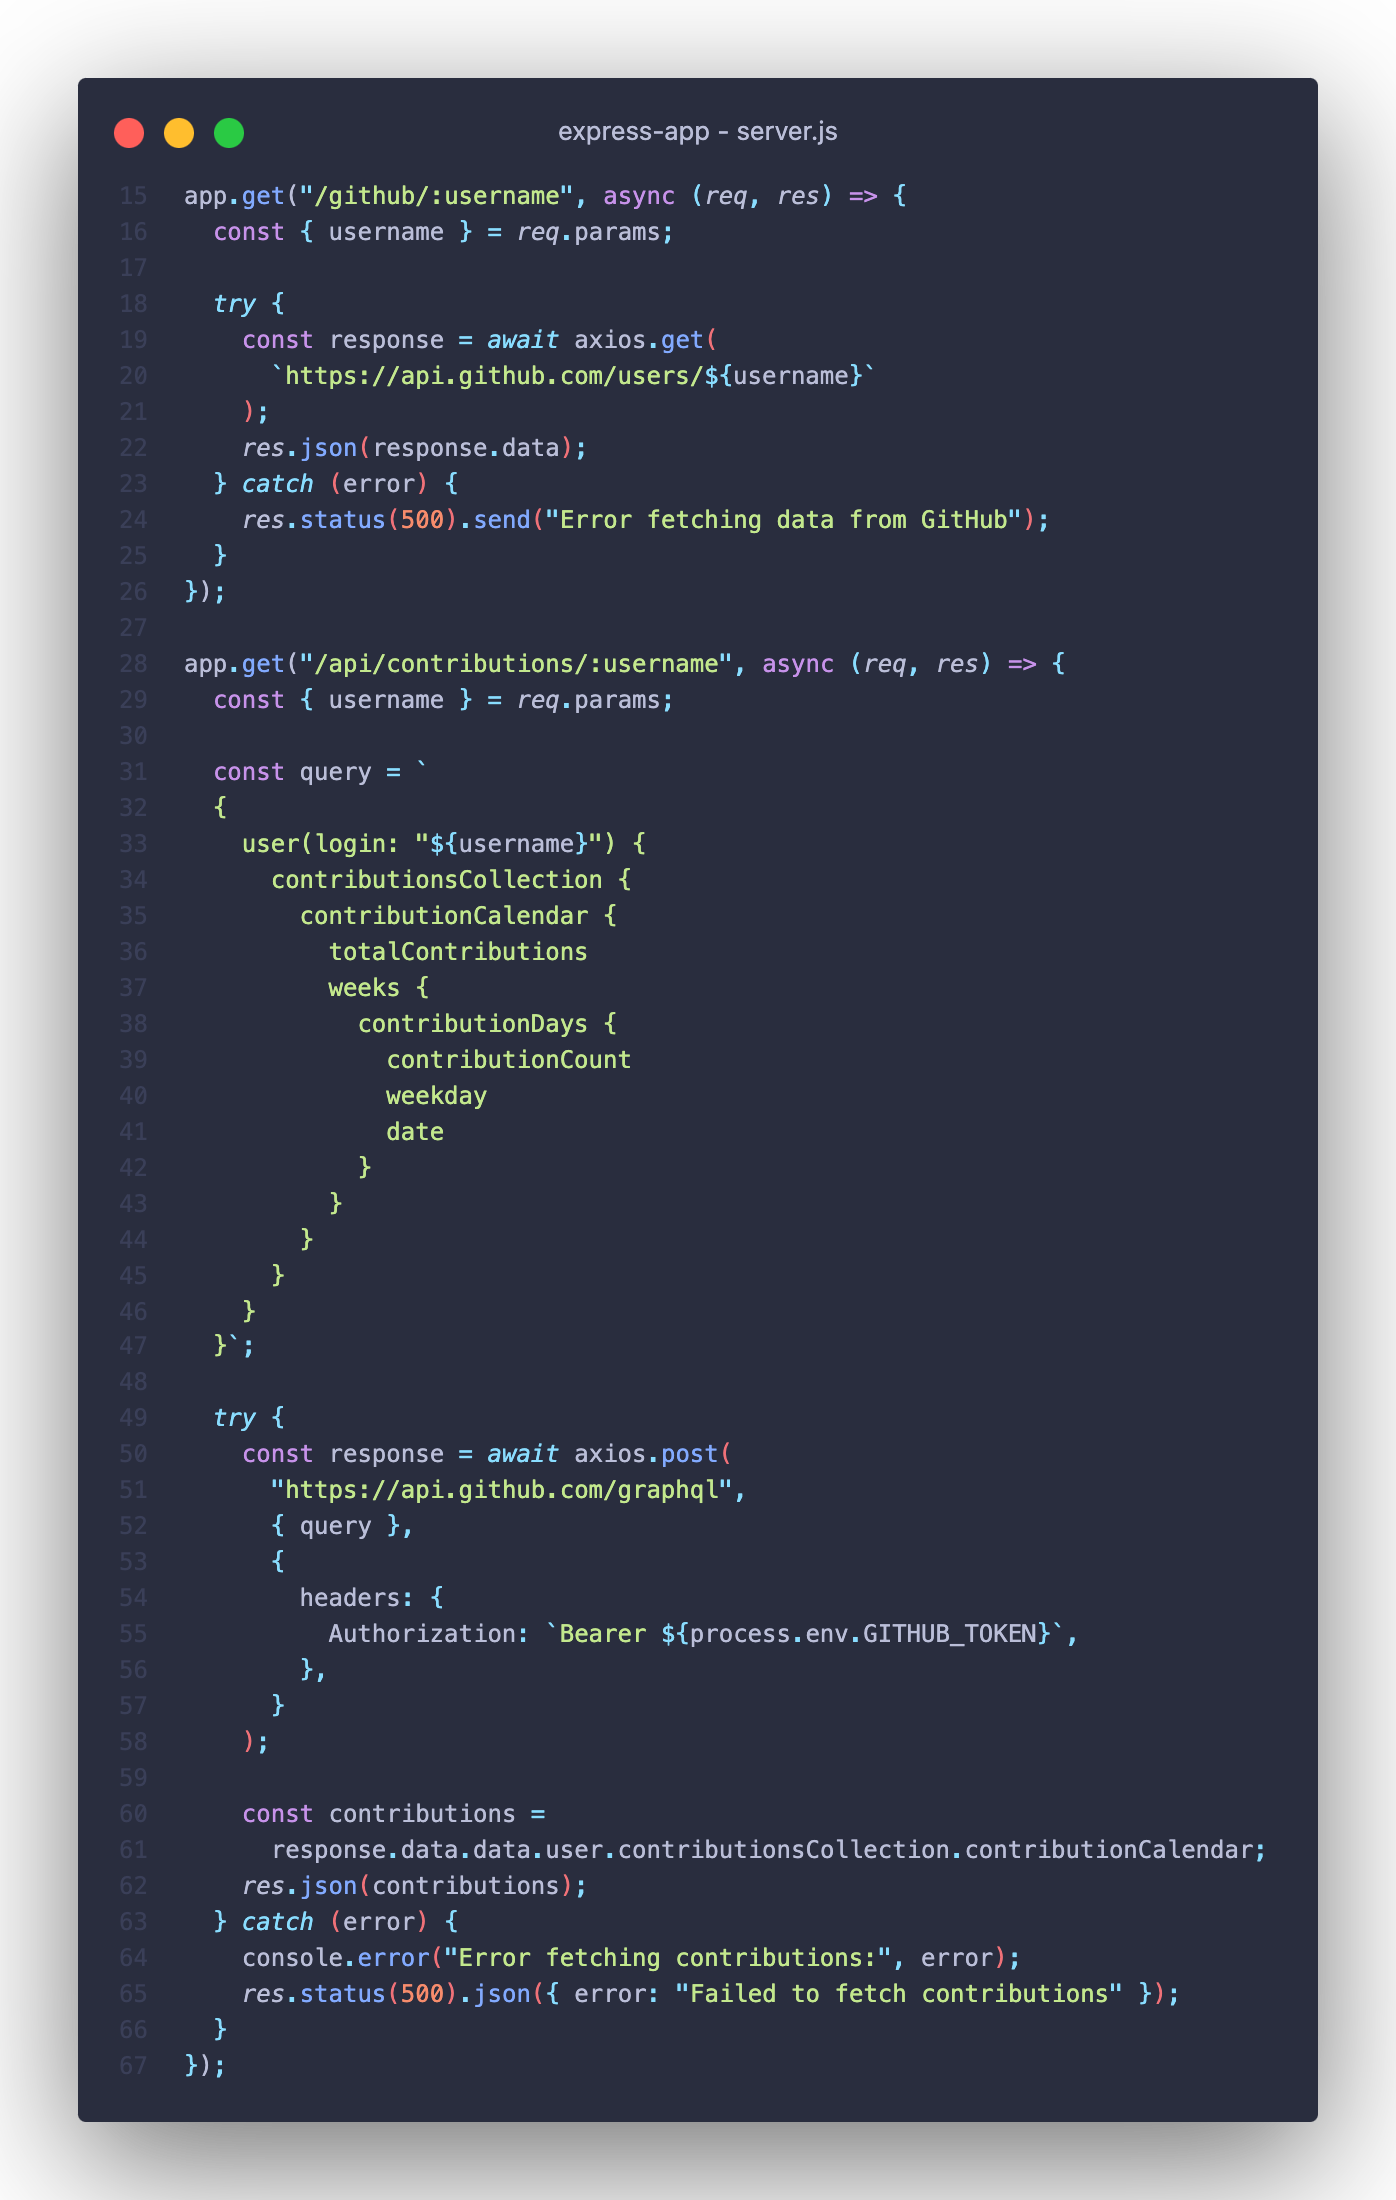 express-app - server.js
15 app.get("/github/:username", async (req, res) => {
16   const { username } = req.params;
17
18   try {
19     const response = await axios.get(
20       `https://api.github.com/users/${username}`
21     );
22     res.json(response.data);
23   } catch (error) {
24     res.status(500).send("Error fetching data from GitHub");
25   }
26 });
27
28 app.get("/api/contributions/:username", async (req, res) => {
29   const { username } = req.params;
30
31   const query = `
32   {
33     user(login: "${username}") {
34       contributionsCollection {
35         contributionCalendar {
36           totalContributions
37           weeks {
38             contributionDays {
39               contributionCount
40               weekday
41               date
42             }
43           }
44         }
45       }
46     }
47   }`;
48
49   try {
50     const response = await axios.post(
51       "https://api.github.com/graphql",
52       { query },
53       {
54         headers: {
55           Authorization: `Bearer ${process.env.GITHUB_TOKEN}`,
56         },
57       }
58     );
59
60     const contributions =
61       response.data.data.user.contributionsCollection.contributionCalendar;
62     res.json(contributions);
63   } catch (error) {
64     console.error("Error fetching contributions:", error);
65     res.status(500).json({ error: "Failed to fetch contributions" });
66   }
67 });